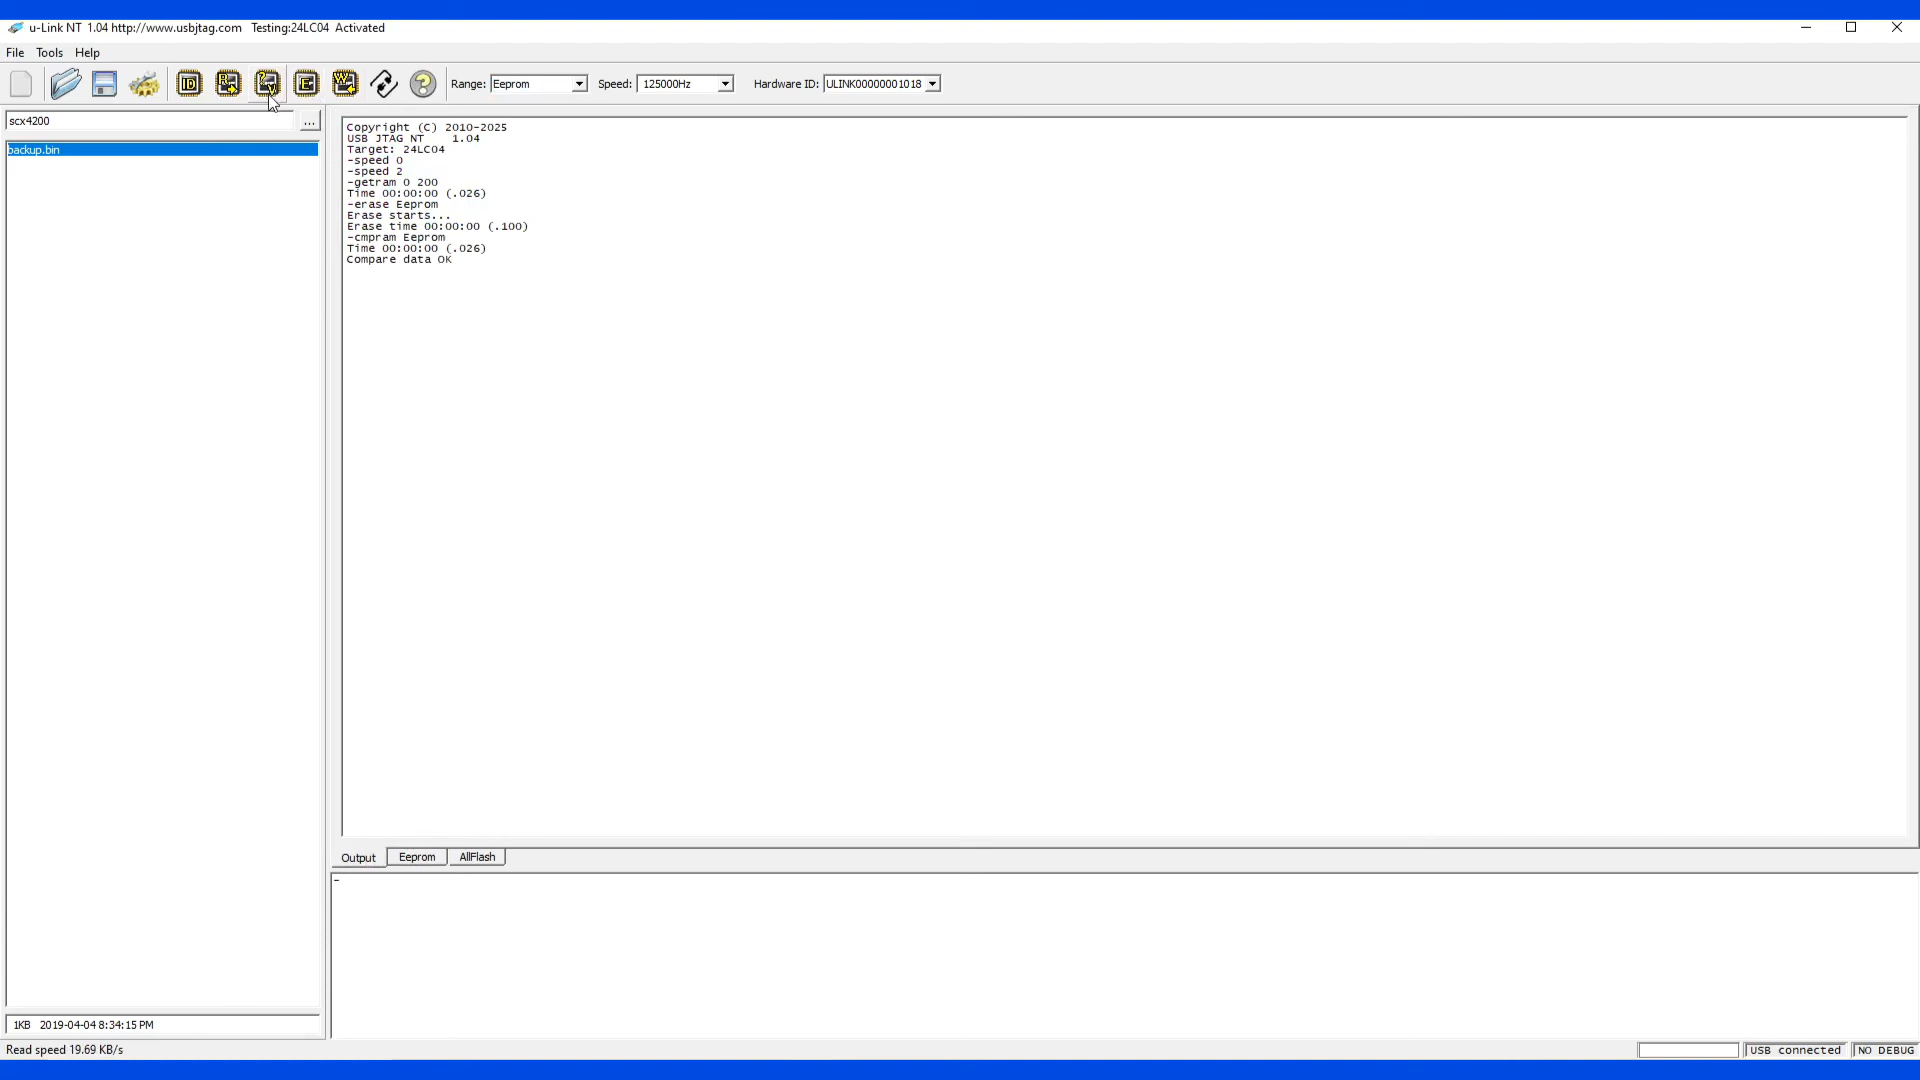 u-Link NT 1.04 http://www.usbjtag.com Testing:24LC04 Activated
File Tools Help
ID R ? V E W ? Range: Eeprom Speed: 125000Hz Hardware ID: ULINK00000001018
scx4200 ...
backup.bin
Copyright (C) 2010-2025
USB JTAG NT 1.04
Target: 24LC04
-speed 0
-speed 2
-getram 0 200
Time 00:00:00 (.026)
-erase Eeprom
Erase starts...
Erase time 00:00:00 (.100)
-cmpram Eeprom
Time 00:00:00 (.026)
Compare data OK
Output Eeprom AllFlash
-
1KB 2019-04-04 8:34:15 PM
Read speed 19.69 KB/s USB connected NO DEBUG